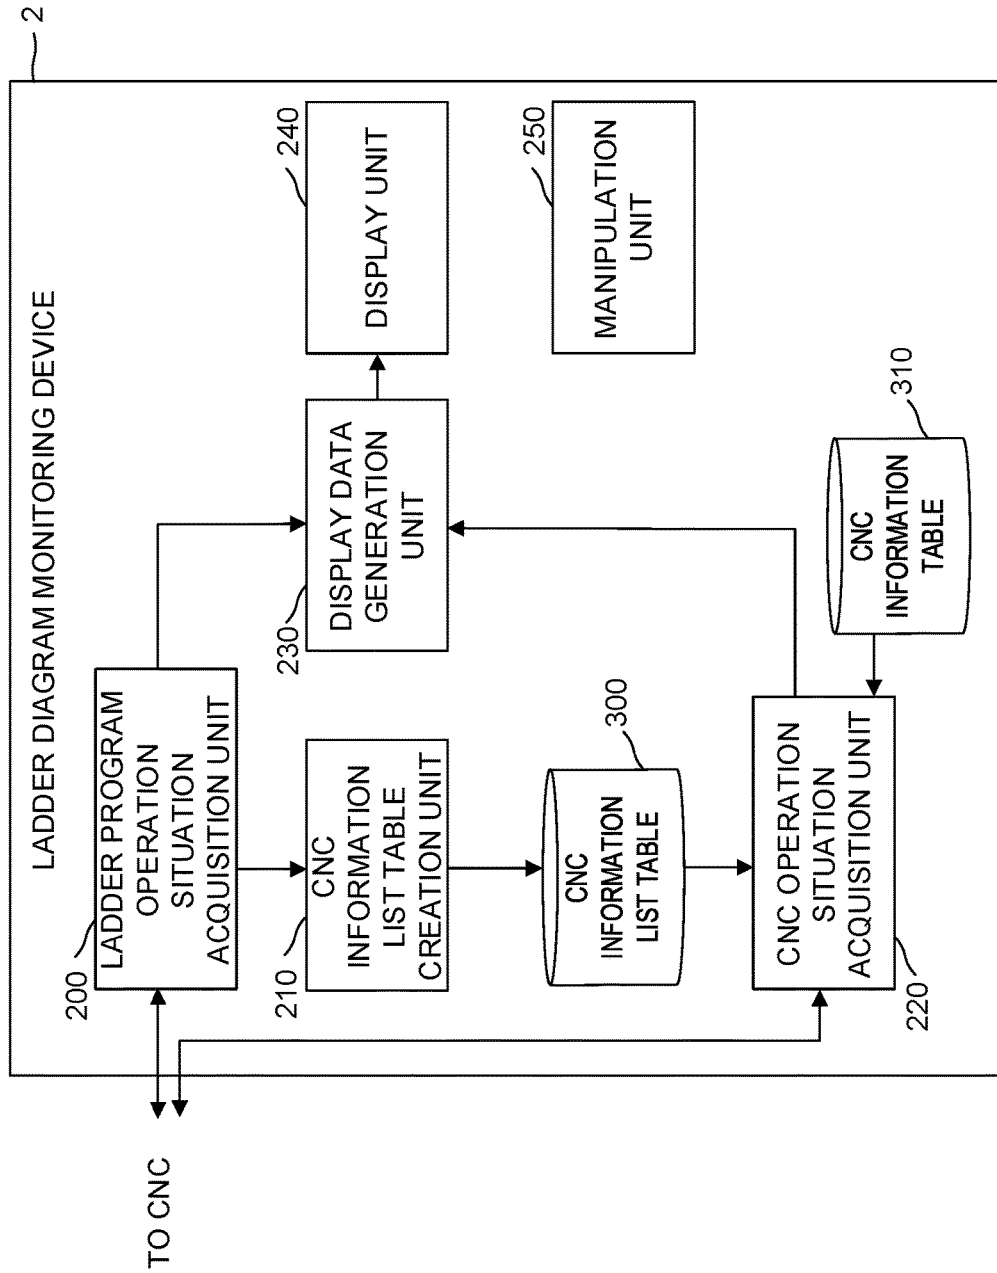 2
LADDER DIAGRAM MONITORING DEVICE
200
LADDER PROGRAM
OPERATION
SITUATION
ACQUISITION UNIT
TO CNC
210
CNC
INFORMATION
LIST TABLE
CREATION UNIT
230
DISPLAY DATA
GENERATION
UNIT
240
DISPLAY UNIT
300
CNC
INFORMATION
LIST TABLE
250
MANIPULATION
UNIT
220
CNC OPERATION
SITUATION
ACQUISITION UNIT
310
CNC
INFORMATION
TABLE